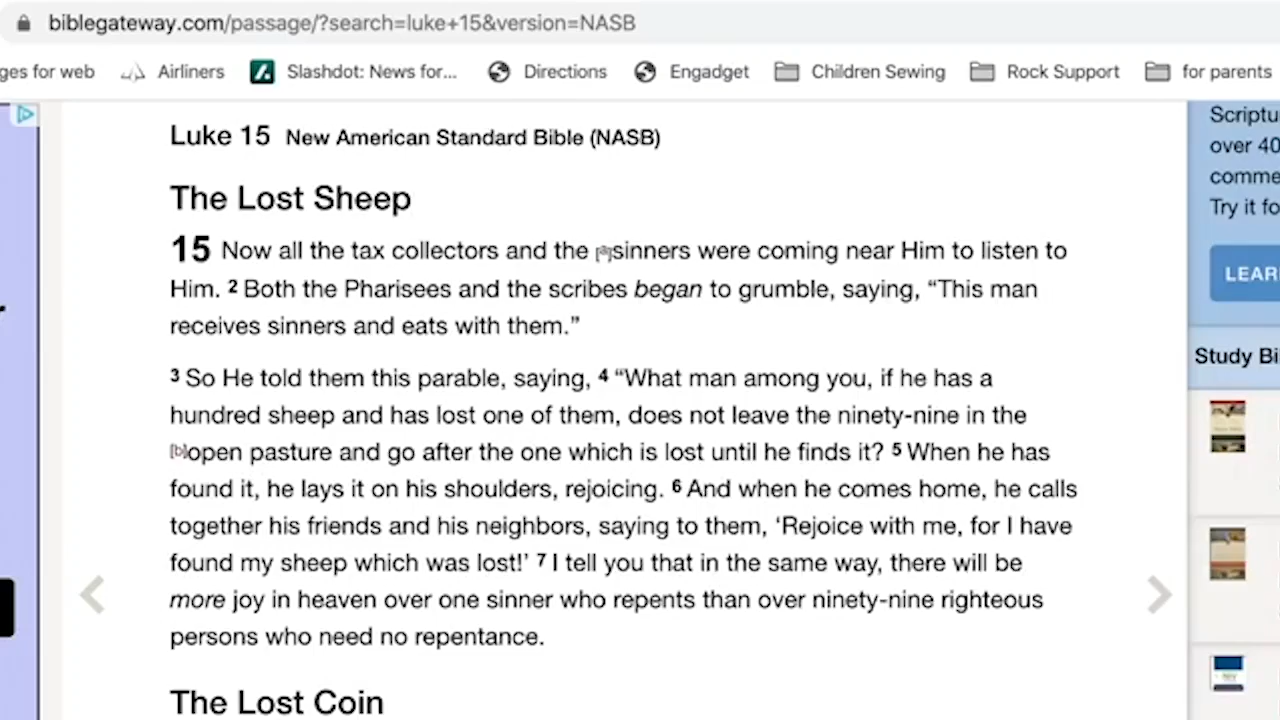 biblegateway.com/passage/?search=luke+15&version=NASB
ges for web Airliners Slashdot: News for... Directions Engadget Children Sewing Rock Support for parents
Luke 15 New American Standard Bible (NASB)
The Lost Sheep
15 Now all the tax collectors and the [a]sinners were coming near Him to listen to
Him. 2 Both the Pharisees and the scribes began to grumble, saying, “This man
receives sinners and eats with them.”
3 So He told them this parable, saying, 4 “What man among you, if he has a
hundred sheep and has lost one of them, does not leave the ninety-nine in the
[b]open pasture and go after the one which is lost until he finds it? 5 When he has
found it, he lays it on his shoulders, rejoicing. 6 And when he comes home, he calls
together his friends and his neighbors, saying to them, ‘Rejoice with me, for I have
found my sheep which was lost!’ 7 I tell you that in the same way, there will be
more joy in heaven over one sinner who repents than over ninety-nine righteous
persons who need no repentance.
The Lost Coin
Scriptu
over 40
comme
Try it fo
LEAR
Study Bi